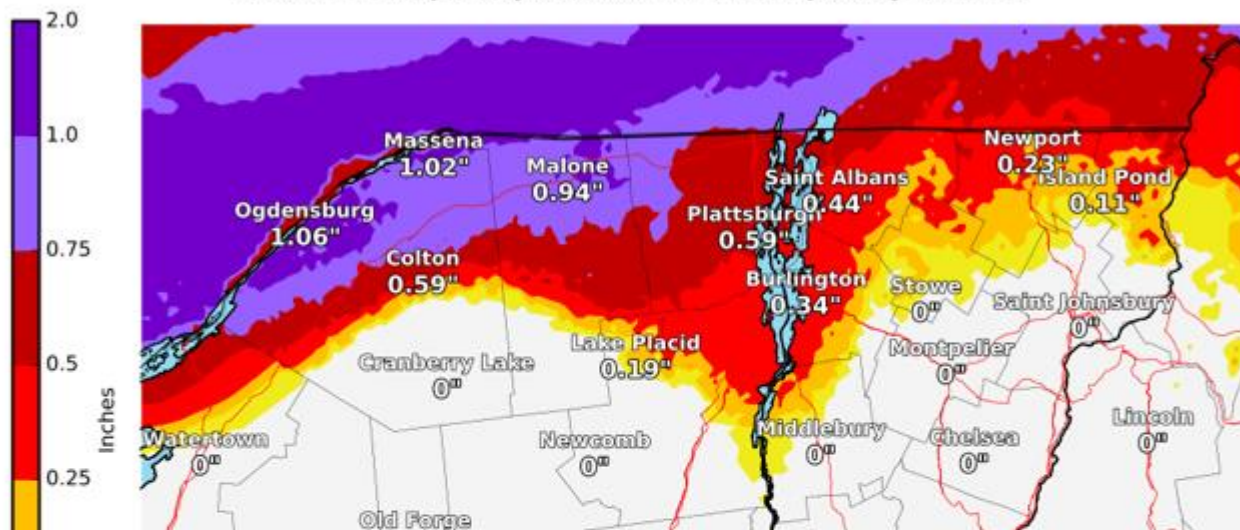 2.0
1.0
0.75
0.5
0.25
Inches
Massena
1.02"
Malone
0.94"
Newport
0.23"
Island Pond
0.11"
Saint Albans
0.44"
Ogdensburg
1.06"
Plattsburgh
0.59"
Colton
0.59"
Burlington
0.34"
Stowe
0"
Saint Johnsbury
0"
Lake Placid
0.19"
Cranberry Lake
0"
Montpelier
0"
Watertown
0"
Newcomb
0"
Middlebury
0"
Chelsea
0"
Lincoln
0"
Old Forge